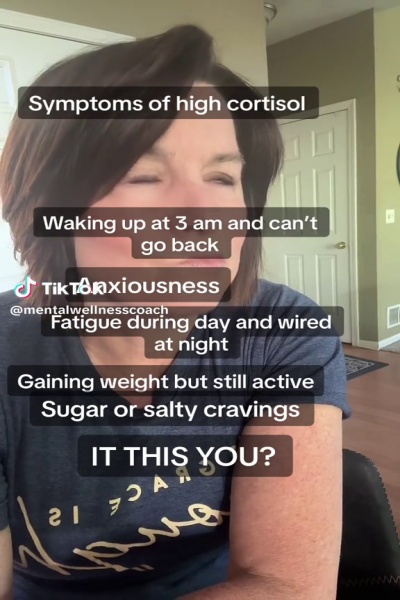 Symptoms of high cortisol
Waking up at 3 am and can't
go back
Anxiousness
TikTok
@mentalwellnesscoach
Fatigue during day and wired
at night
Gaining weight but still active
Sugar or salty cravings
IT THIS YOU?
GRACE IS
enough